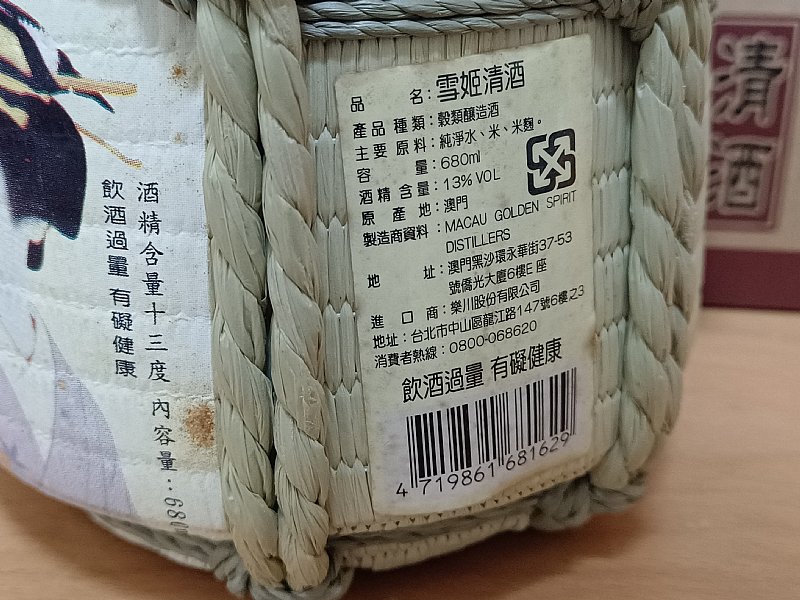 品 名：雪姬清酒
產品種類：穀類釀造酒
主要原料：純淨水、米、米麴。
容 量：680ml
酒精含量：13% VOL
原 產 地：澳門
製造商資料：MACAU GOLDEN SPIRIT
DISTILLERS
地 址：澳門黑沙環永華街37-53
號僑光大廈6樓E座
進 口 商：樂川股份有限公司
地址：台北市中山區龍江路147號6樓之3
消費者熱線：0800-068620
飲酒過量 有礙健康
4 719861 681629
酒精含量十三度 內容量：680
飲酒過量 有礙健康
清酒